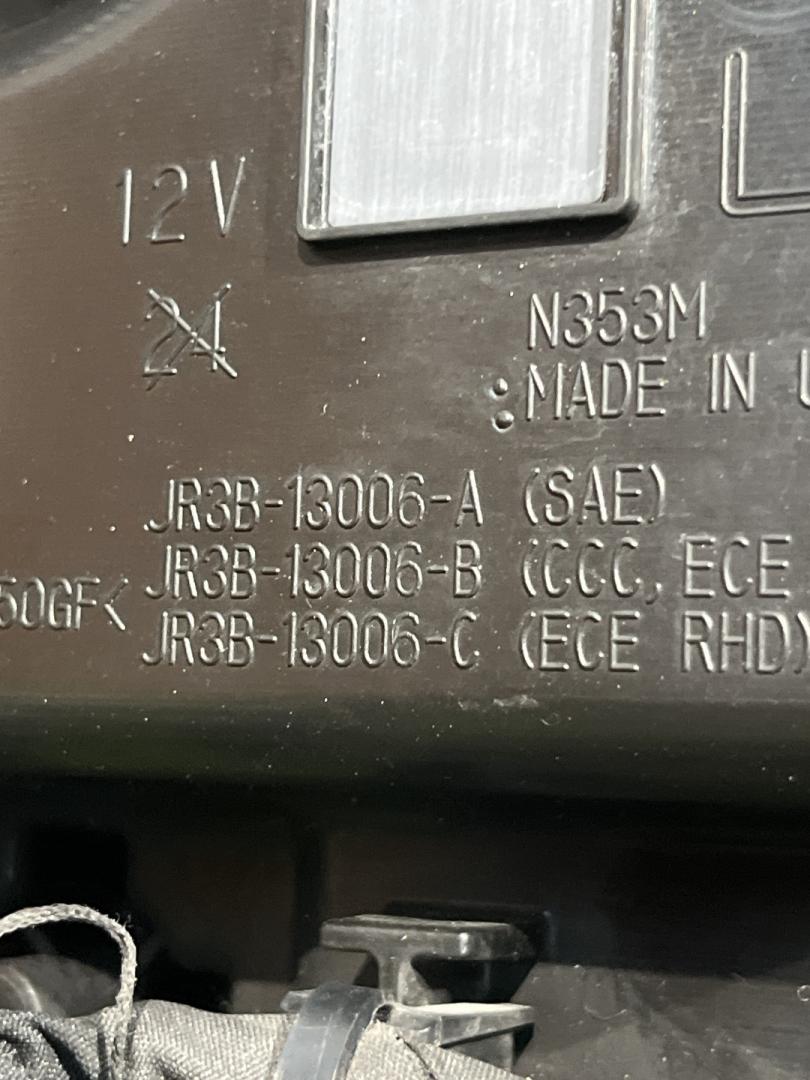 12V
24
N353M
:MADE IN
JR3B-13006-A (SAE)
JR3B-13006-B (CCC, ECE
50GF< JR3B-13006-C (ECE RHD)